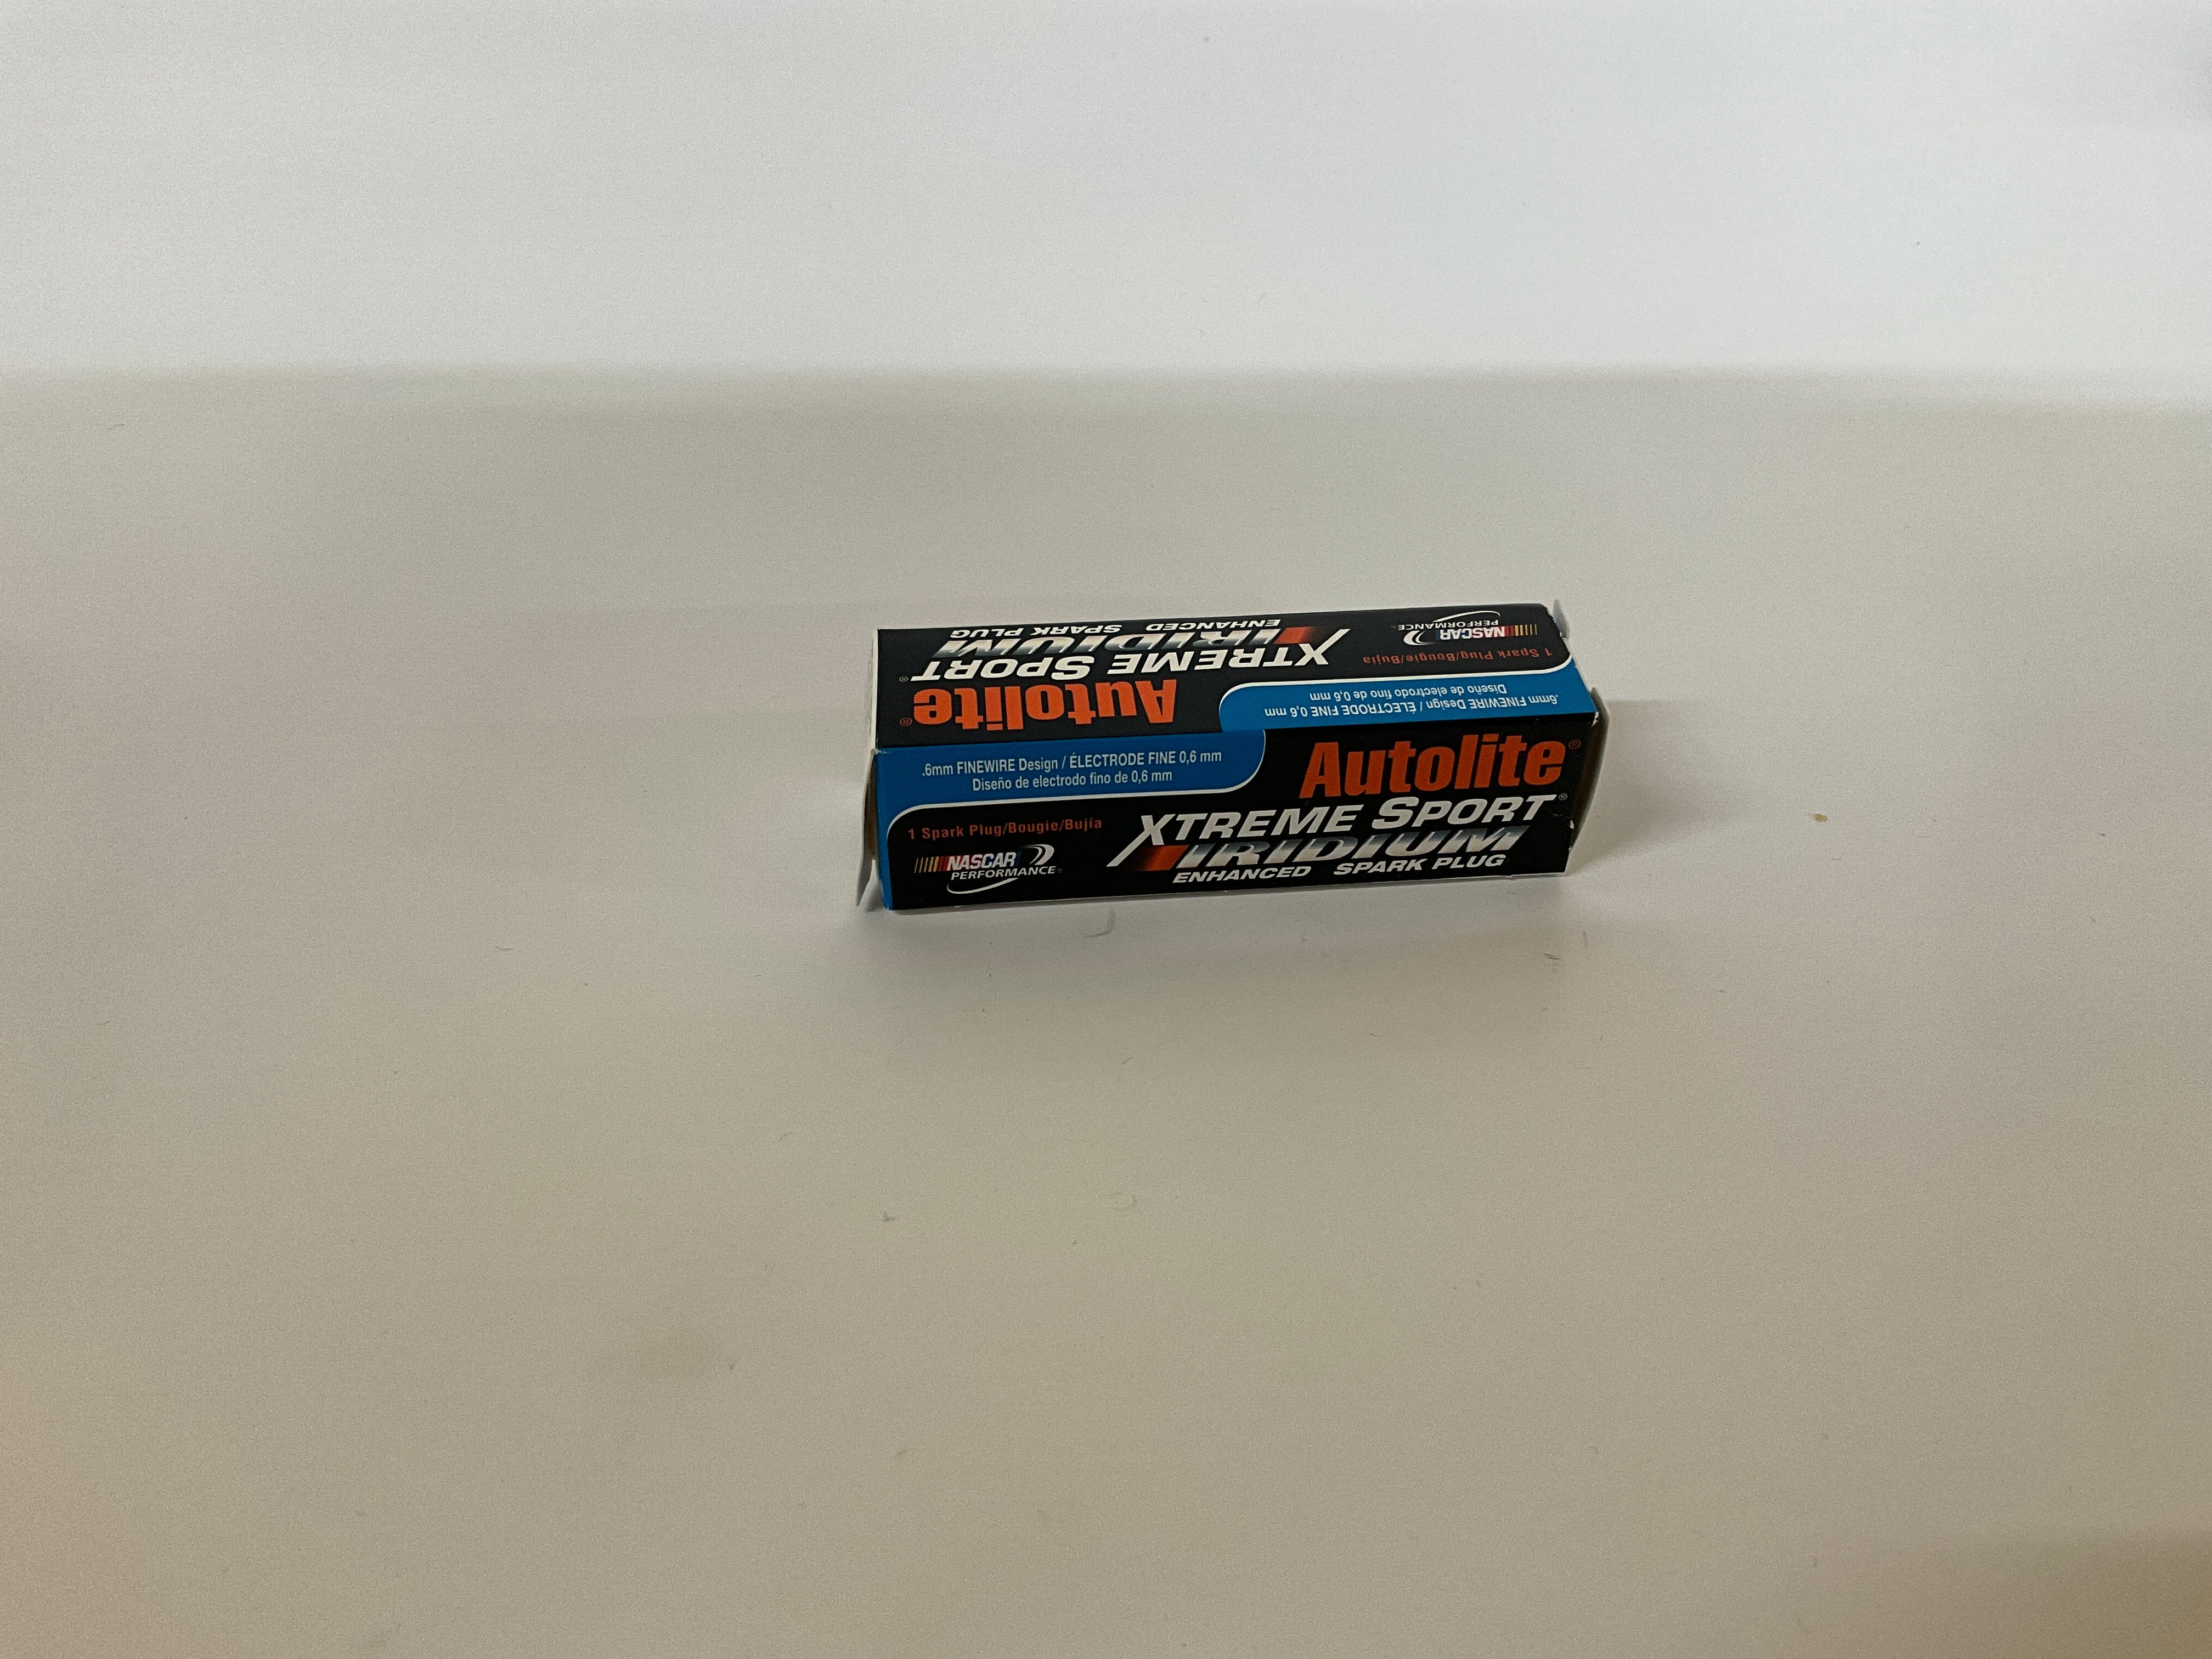 Autolite®
XTREME SPORT®
IRIDIUM
ENHANCED SPARK PLUG
.6mm FINEWIRE Design / ÉLECTRODE FINE 0,6 mm
Diseño de electrodo fino de 0,6 mm
1 Spark Plug/Bougie/Bujía
NASCAR
PERFORMANCE
.6mm FINEWIRE Design / ÉLECTRODE FINE 0,6 mm
Diseño de electrodo fino de 0,6 mm
1 Spark Plug/Bougie/Bujía
NASCAR
PERFORMANCE®
Autolite®
XTREME SPORT®
IRIDIUM
ENHANCED SPARK PLUG